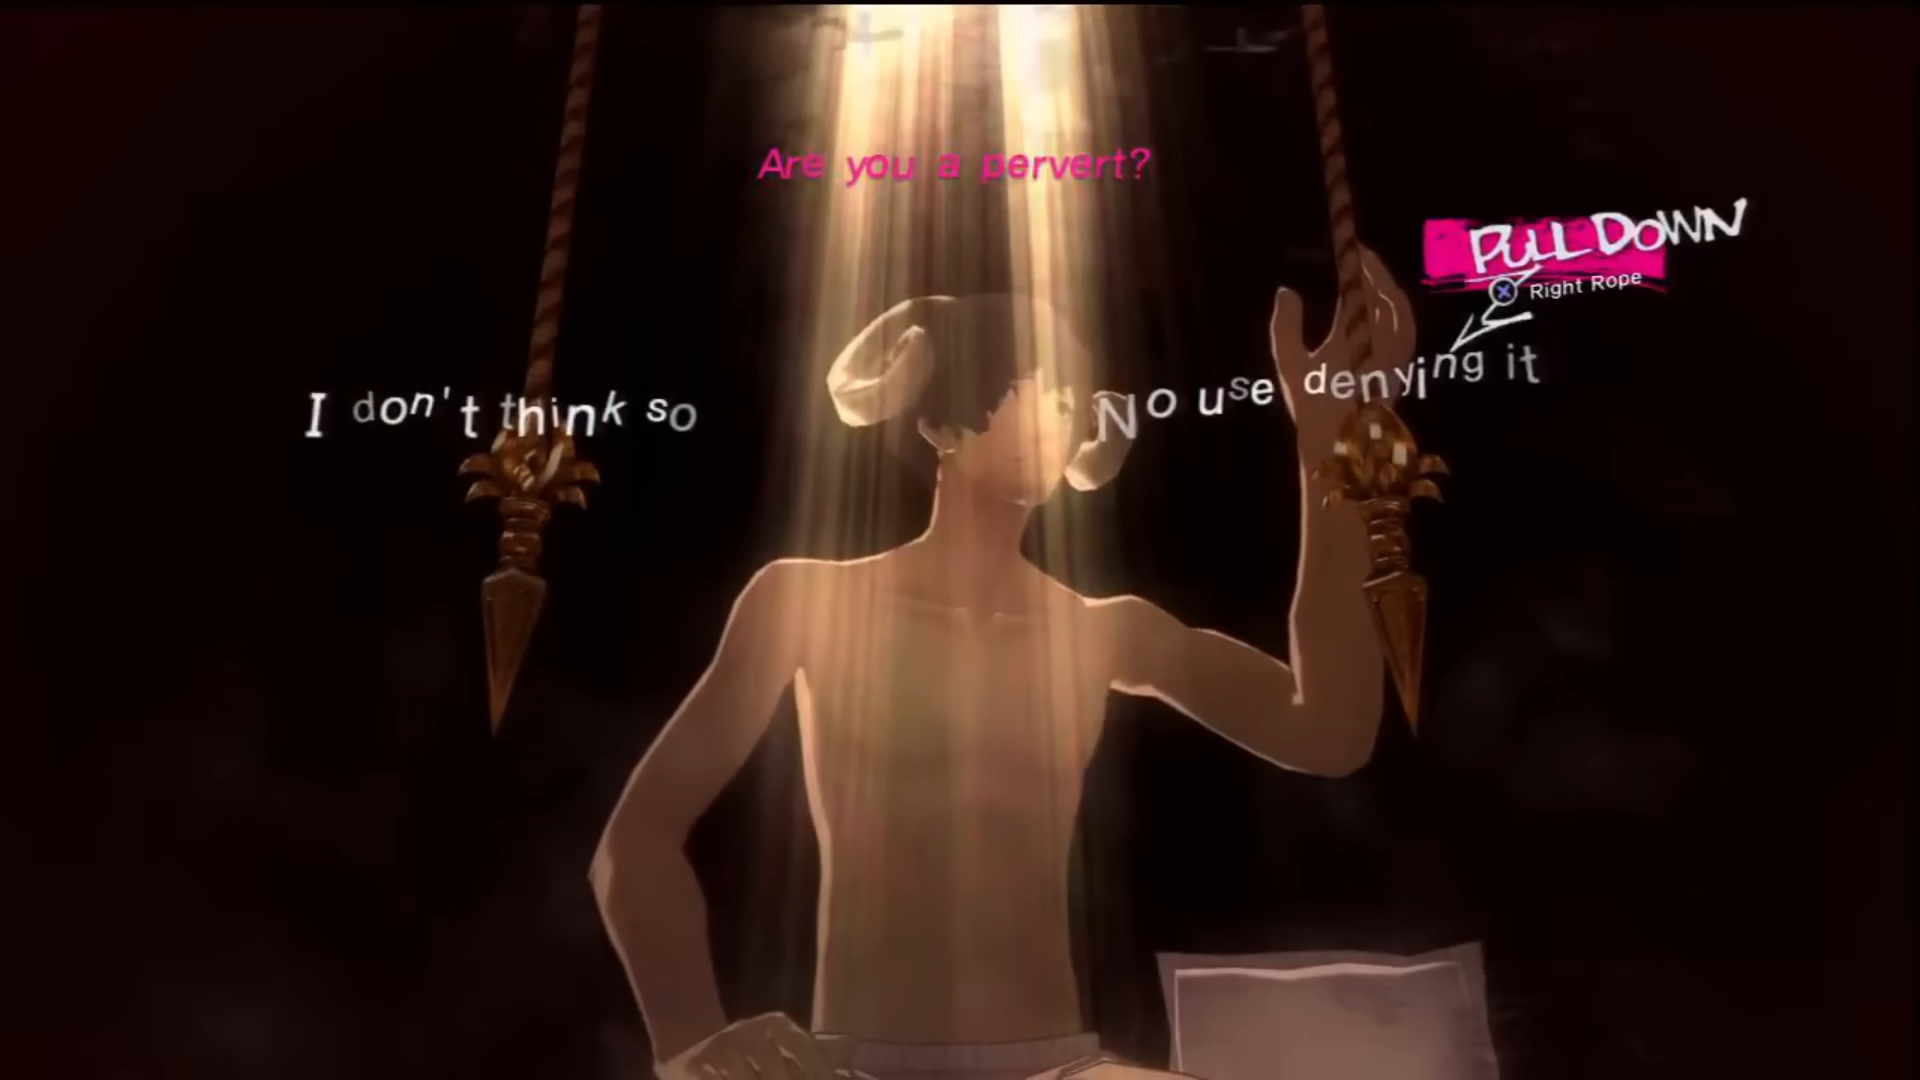 Are you a pervert?
PULL DOWN
Right Rope
I don't think so
No use denying it